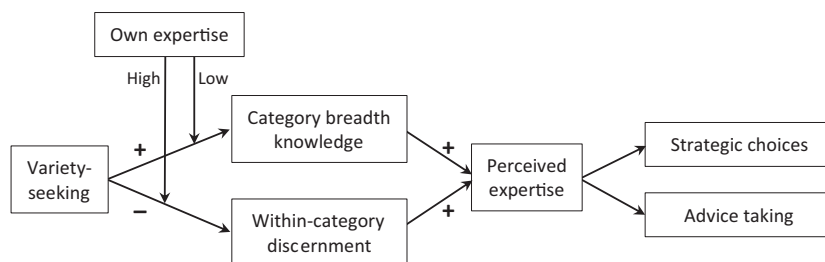 Own expertise
High
Low
+
Category breadth
knowledge
+
Variety-
seeking
Perceived
expertise
Strategic choices
Advice taking
–
Within-category
discernment
+